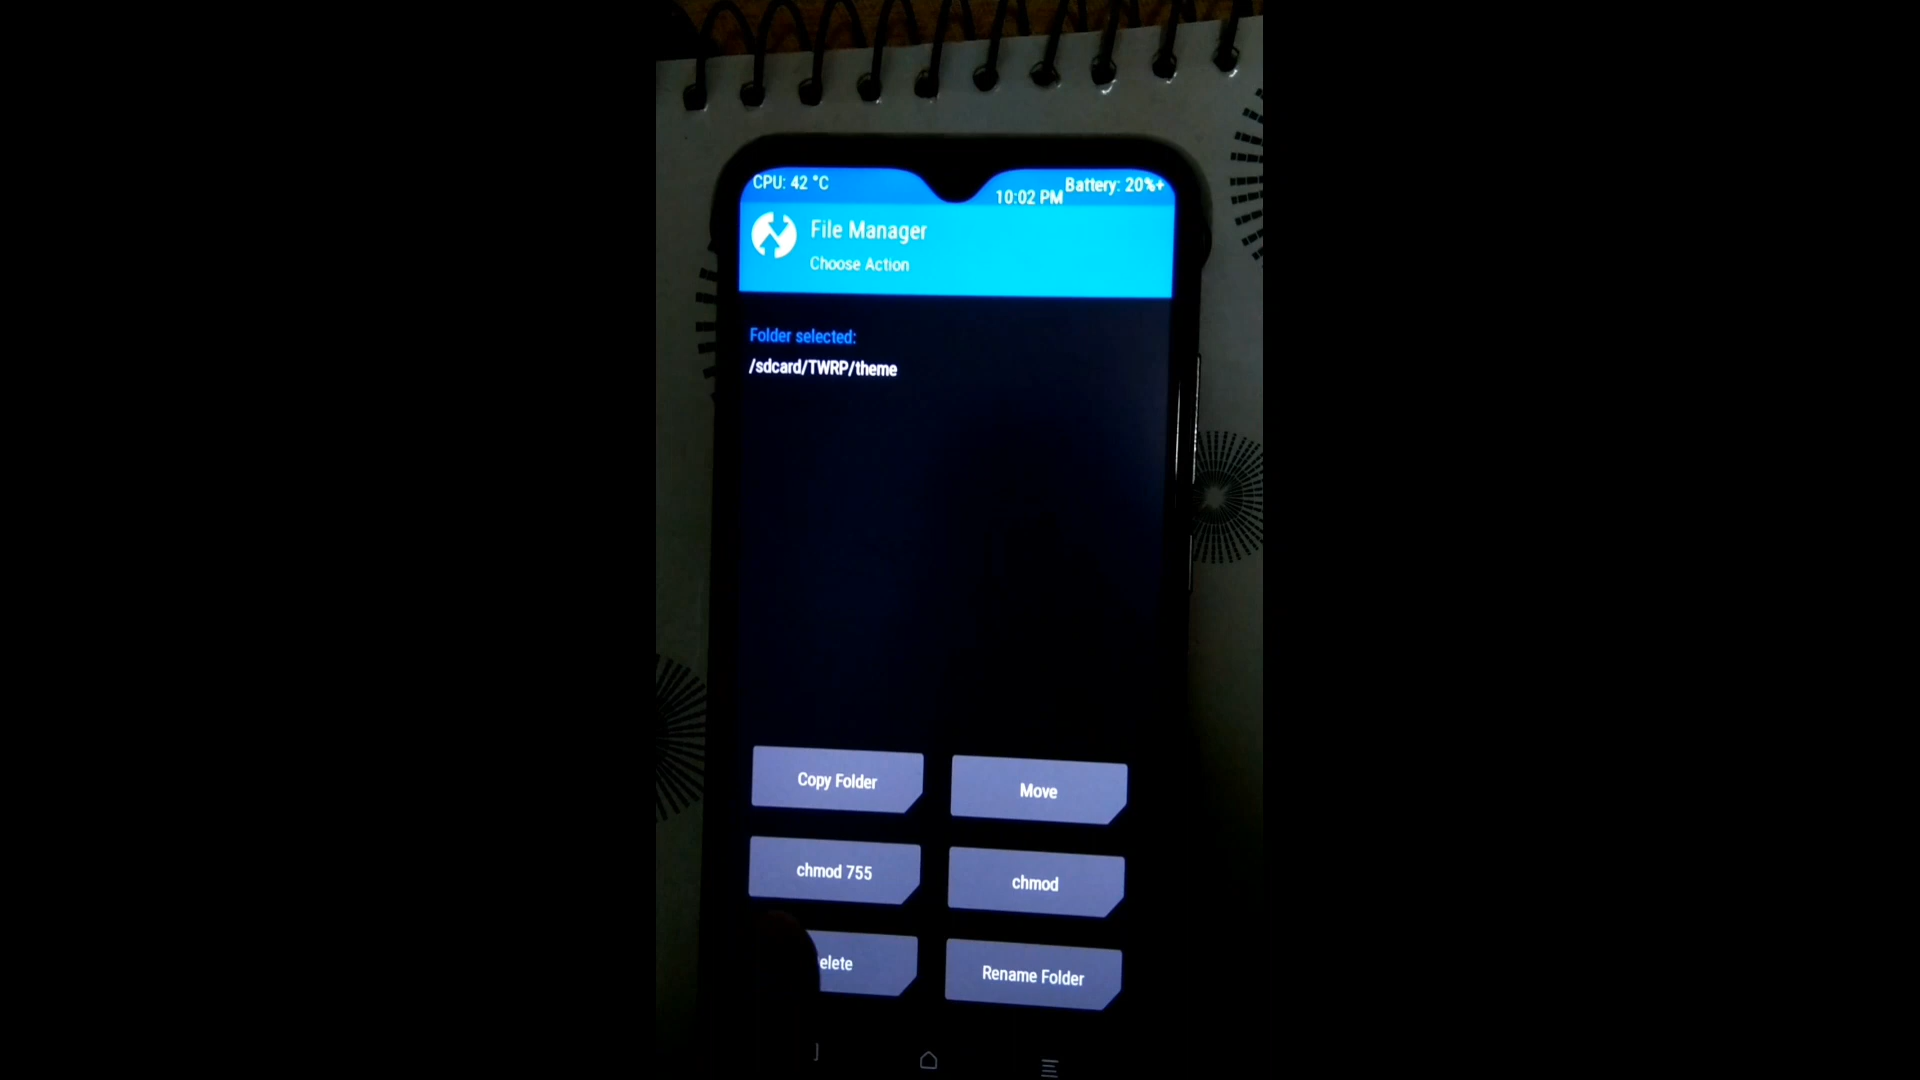 CPU: 42 °C
10:02 PM
Battery: 20%+
File Manager
Choose Action
Folder selected:
/sdcard/TWRP/theme
Copy Folder
Move
chmod 755
chmod
elete
Rename Folder